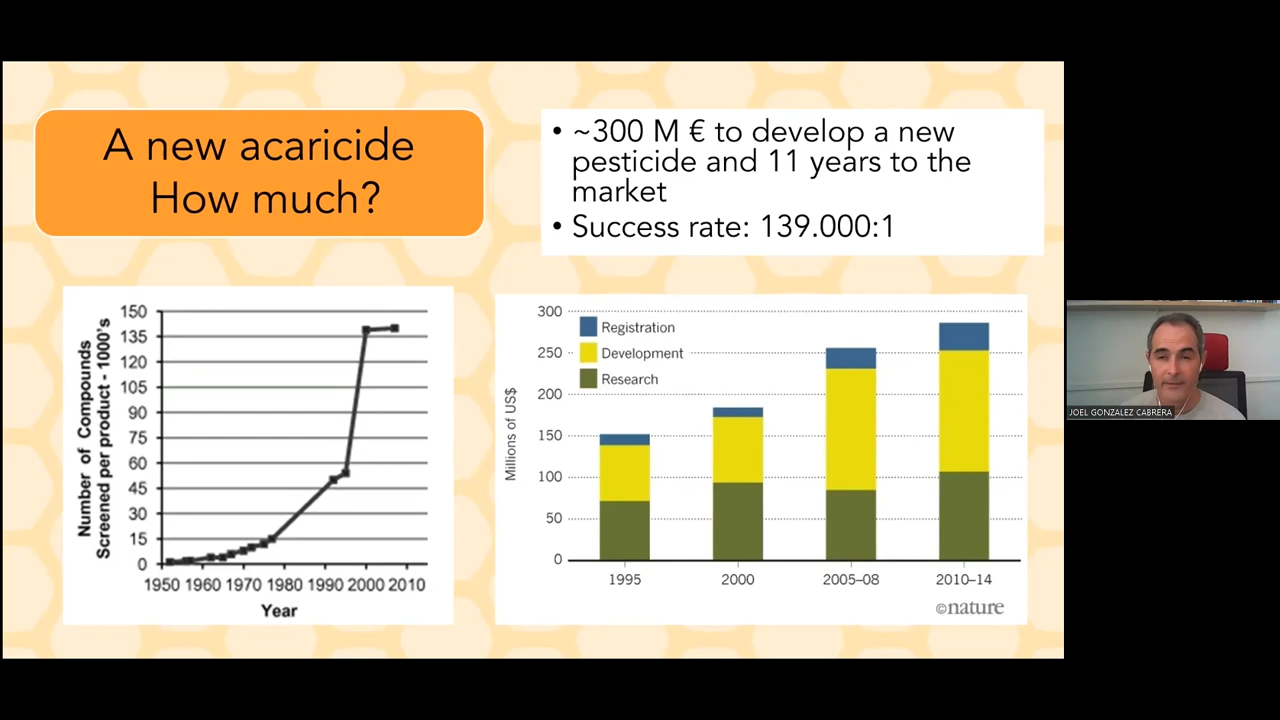 A new acaricide
How much?
• ~300 M € to develop a new
pesticide and 11 years to the
market
• Success rate: 139.000:1
Number of Compounds
Screened per product - 1000's
150
135
120
105
90
75
60
45
30
15
0
1950 1960 1970 1980 1990 2000 2010
Year
Millions of US$
300
250
200
150
100
50
0
Registration
Development
Research
1995 2000 2005–08 2010–14
©nature
JOEL GONZALEZ CABRERA